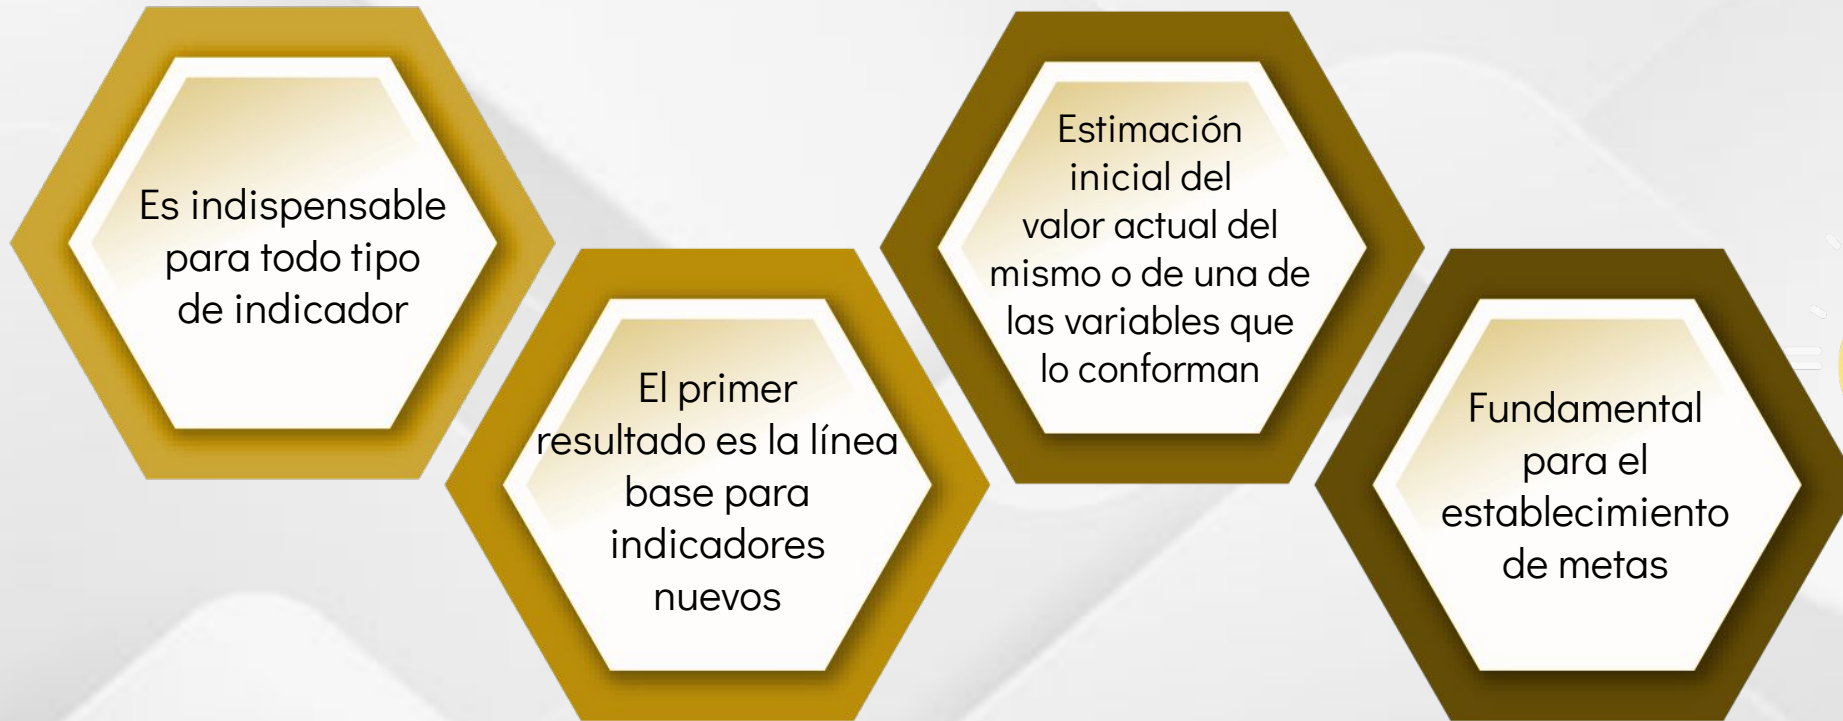 Es indispensable
para todo tipo
de indicador
El primer
resultado es la línea
base para
indicadores
nuevos
Estimación
inicial del
valor actual del
mismo o de una de
las variables que
lo conforman
Fundamental
para el
establecimiento
de metas